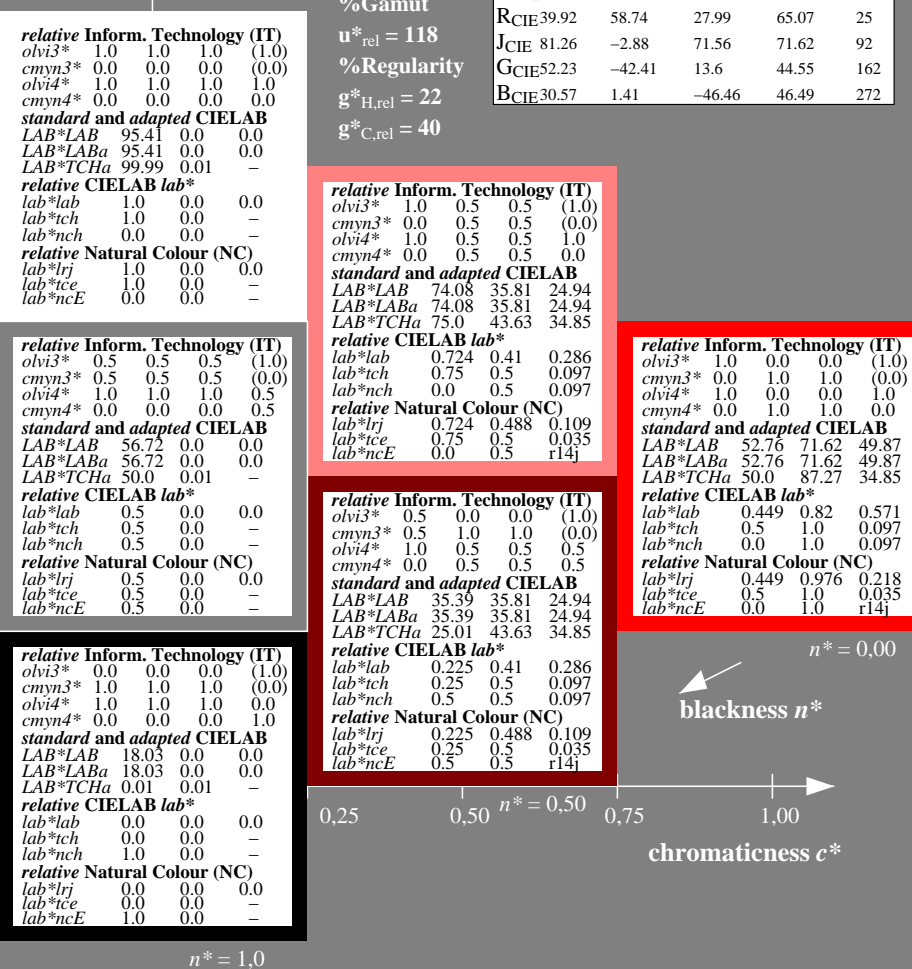 %Gamut
u*rel = 118
%Regularity
g*H,rel = 22
g*C,rel = 40
RCIE 39.92 58.74 27.99 65.07 25
JCIE 81.26 −2.88 71.56 71.62 92
GCIE 52.23 −42.41 13.6 44.55 162
BCIE 30.57 1.41 −46.46 46.49 272
relative Inform. Technology (IT)
olvi3* 1.0 1.0 1.0 (1.0)
cmyn3* 0.0 0.0 0.0 (0.0)
olvi4* 1.0 1.0 1.0 1.0
cmyn4* 0.0 0.0 0.0 0.0
standard and adapted CIELAB
LAB*LAB 95.41 0.0 0.0
LAB*LABa 95.41 0.0 0.0
LAB*TCHa 99.99 0.01 –
relative CIELAB lab*
lab*lab 1.0 0.0 0.0
lab*tch 1.0 0.0 –
lab*nch 0.0 0.0 –
relative Natural Colour (NC)
lab*lrj 1.0 0.0 0.0
lab*tce 1.0 0.0 –
lab*ncE 0.0 0.0 –
relative Inform. Technology (IT)
olvi3* 1.0 0.5 0.5 (1.0)
cmyn3* 0.0 0.5 0.5 (0.0)
olvi4* 1.0 0.5 0.5 1.0
cmyn4* 0.0 0.5 0.5 0.0
standard and adapted CIELAB
LAB*LAB 74.08 35.81 24.94
LAB*LABa 74.08 35.81 24.94
LAB*TCHa 75.0 43.63 34.85
relative CIELAB lab*
lab*lab 0.724 0.41 0.286
lab*tch 0.75 0.5 0.097
lab*nch 0.0 0.5 0.097
relative Natural Colour (NC)
lab*lrj 0.724 0.488 0.109
lab*tce 0.75 0.5 0.035
lab*ncE 0.0 0.5 r14j
relative Inform. Technology (IT)
olvi3* 0.5 0.5 0.5 (1.0)
cmyn3* 0.5 0.5 0.5 (0.0)
olvi4* 1.0 1.0 1.0 0.5
cmyn4* 0.0 0.0 0.0 0.5
standard and adapted CIELAB
LAB*LAB 56.72 0.0 0.0
LAB*LABa 56.72 0.0 0.0
LAB*TCHa 50.0 0.01 –
relative CIELAB lab*
lab*lab 0.5 0.0 0.0
lab*tch 0.5 0.0 –
lab*nch 0.5 0.0 –
relative Natural Colour (NC)
lab*lrj 0.5 0.0 0.0
lab*tce 0.5 0.0 –
lab*ncE 0.5 0.0 –
relative Inform. Technology (IT)
olvi3* 1.0 0.0 0.0 (1.0)
cmyn3* 0.0 1.0 1.0 (0.0)
olvi4* 1.0 0.0 0.0 1.0
cmyn4* 0.0 1.0 1.0 0.0
standard and adapted CIELAB
LAB*LAB 52.76 71.62 49.87
LAB*LABa 52.76 71.62 49.87
LAB*TCHa 50.0 87.27 34.85
relative CIELAB lab*
lab*lab 0.449 0.82 0.571
lab*tch 0.5 1.0 0.097
lab*nch 0.0 1.0 0.097
relative Natural Colour (NC)
lab*lrj 0.449 0.976 0.218
lab*tce 0.5 1.0 0.035
lab*ncE 0.0 1.0 r14j
n* = 0,00
relative Inform. Technology (IT)
olvi3* 0.5 0.0 0.0 (1.0)
cmyn3* 0.5 1.0 1.0 (0.0)
olvi4* 1.0 0.5 0.5 0.5
cmyn4* 0.0 0.5 0.5 0.5
standard and adapted CIELAB
LAB*LAB 35.39 35.81 24.94
LAB*LABa 35.39 35.81 24.94
LAB*TCHa 25.01 43.63 34.85
relative CIELAB lab*
lab*lab 0.225 0.41 0.286
lab*tch 0.25 0.5 0.097
lab*nch 0.5 0.5 0.097
relative Natural Colour (NC)
lab*lrj 0.225 0.488 0.109
lab*tce 0.25 0.5 0.035
lab*ncE 0.5 0.5 r14j
blackness n*
relative Inform. Technology (IT)
olvi3* 0.0 0.0 0.0 (1.0)
cmyn3* 1.0 1.0 1.0 (0.0)
olvi4* 1.0 1.0 1.0 0.0
cmyn4* 0.0 0.0 0.0 1.0
standard and adapted CIELAB
LAB*LAB 18.03 0.0 0.0
LAB*LABa 18.03 0.0 0.0
LAB*TCHa 0.01 0.01 –
relative CIELAB lab*
lab*lab 0.0 0.0 0.0
lab*tch 0.0 0.0 –
lab*nch 1.0 0.0 –
relative Natural Colour (NC)
lab*lrj 0.0 0.0 0.0
lab*tce 0.0 0.0 –
lab*ncE 1.0 0.0 –
n* = 0,50
0,25 0,50 0,75 1,00
chromaticness c*
n* = 1,0